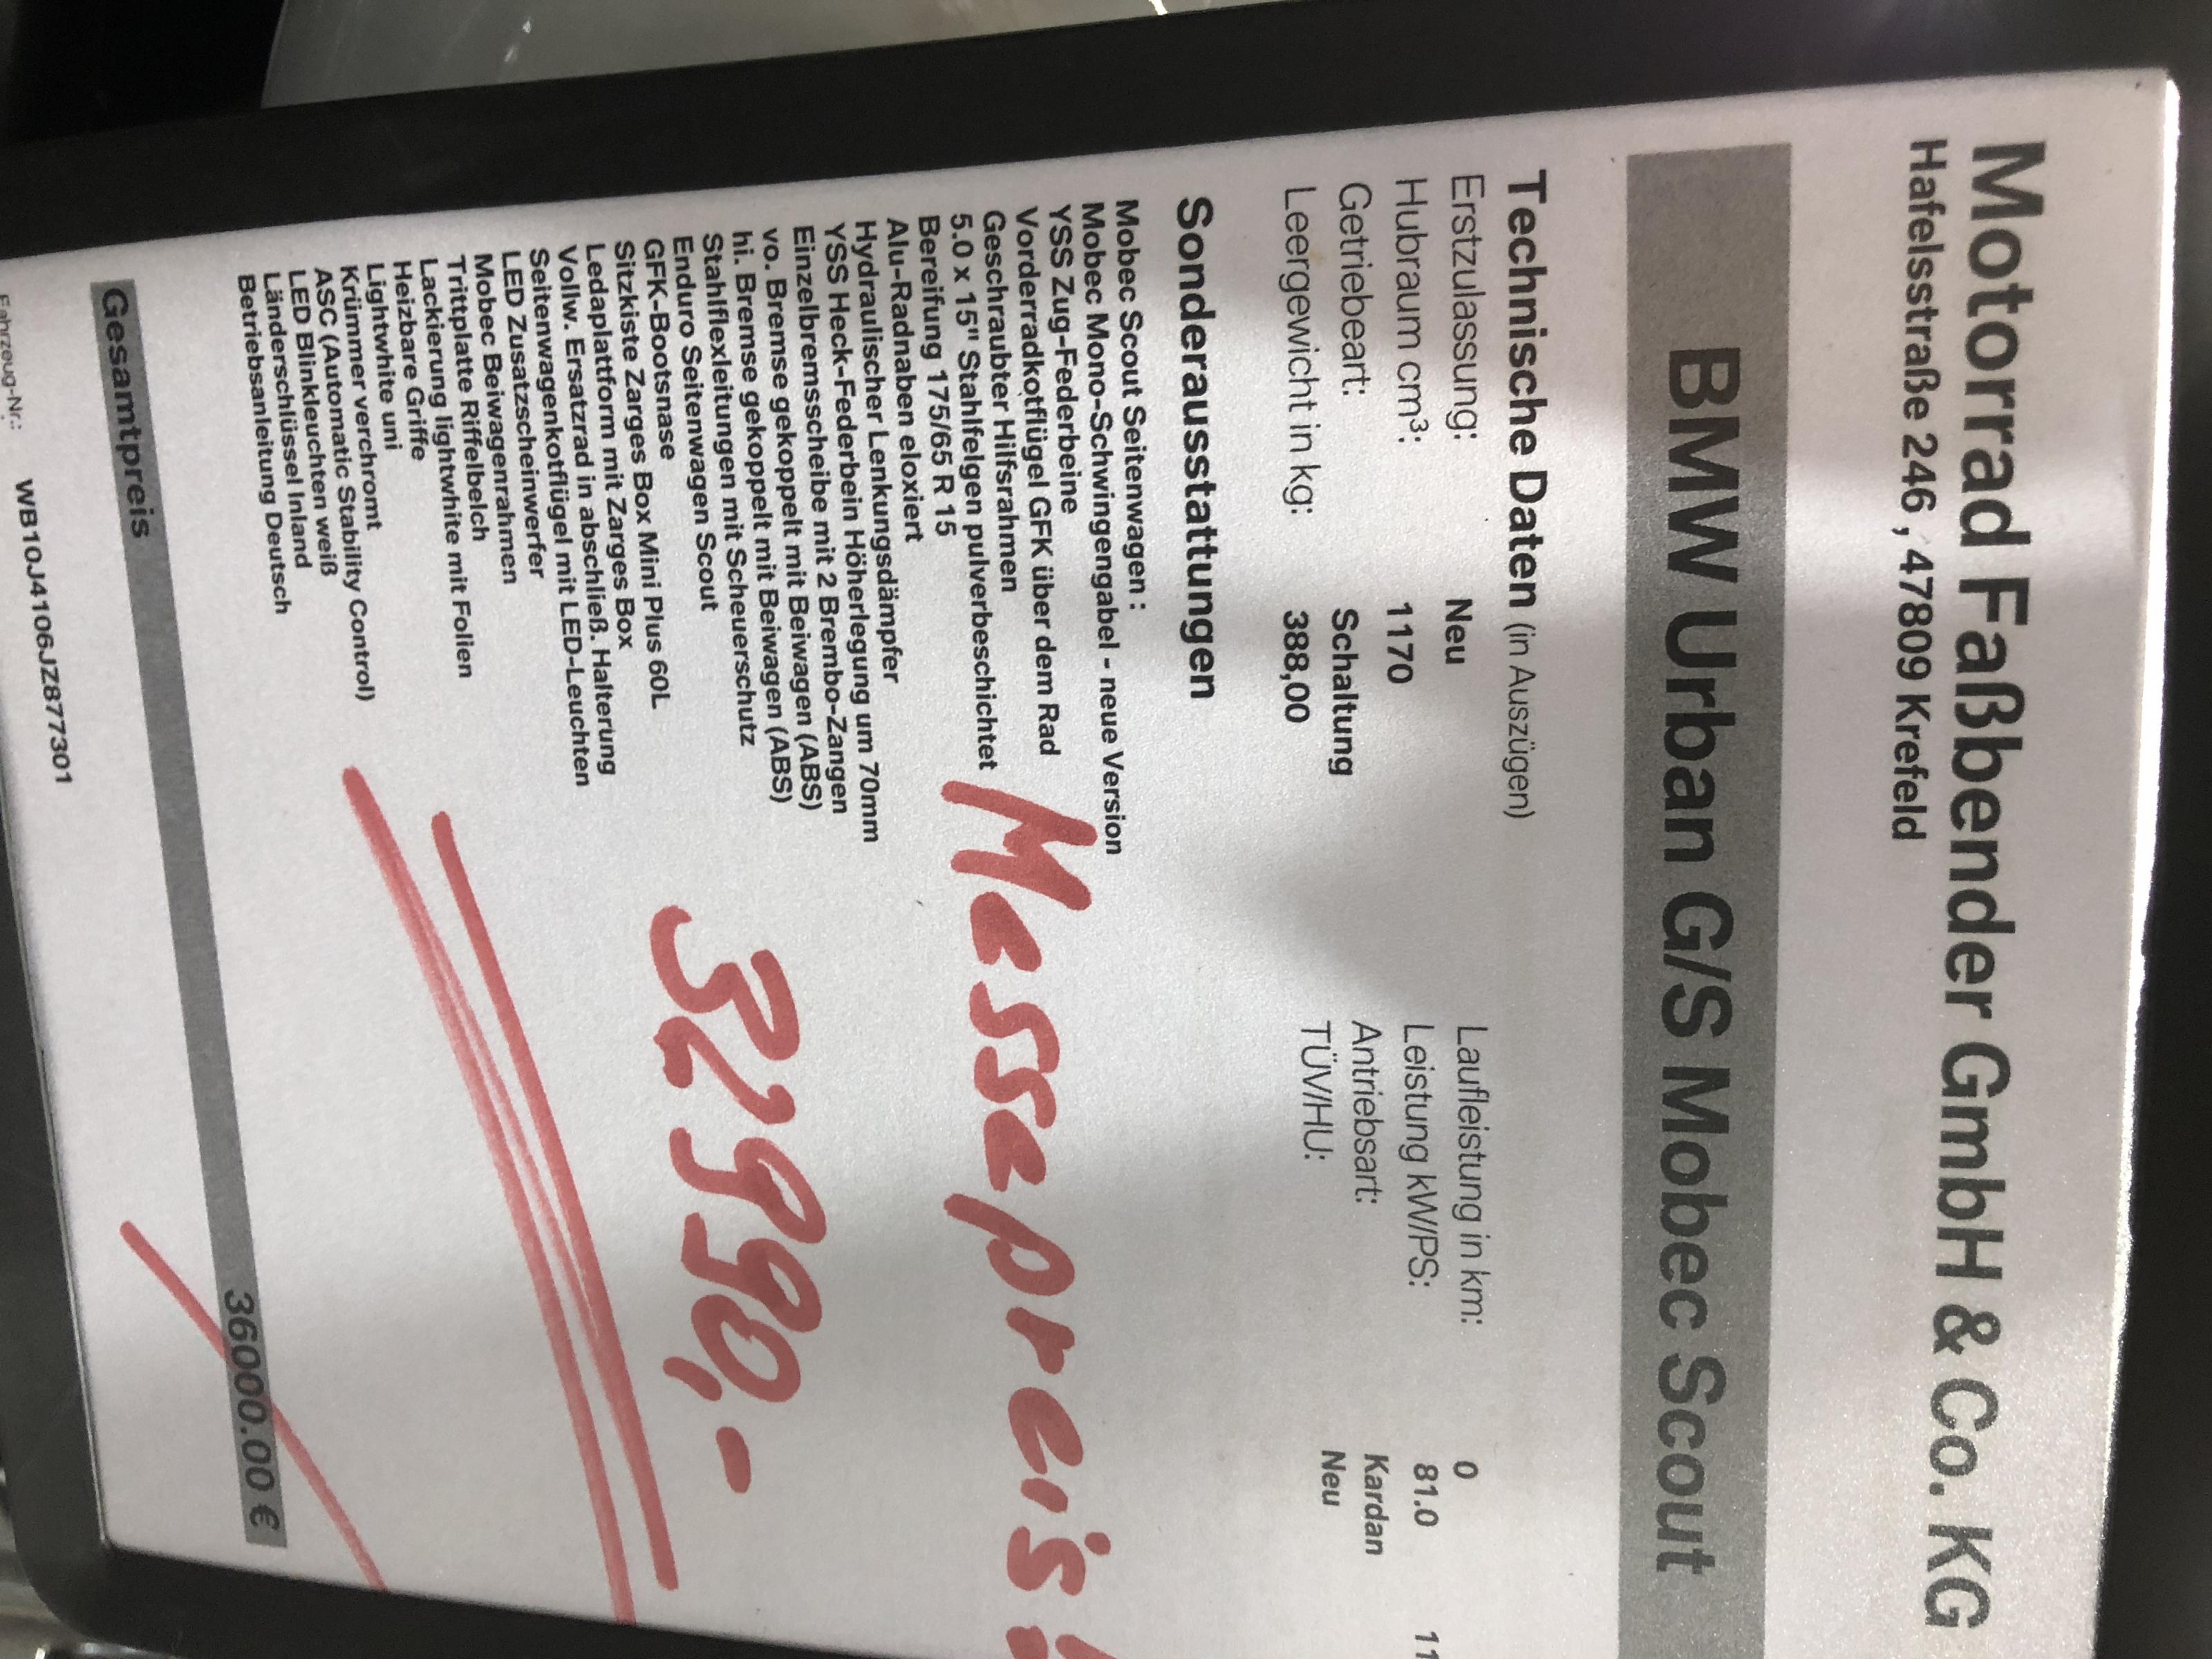 Motorrad Faßbender GmbH & Co. KG
Hafelsstraße 246 , 47809 Krefeld
BMW Urban G/S Mobec Scout
Technische Daten (in Auszügen)
Erstzulassung: Neu Laufleistung in km: 0
Hubraum cm³: 1170 Leistung kW/PS: 81.0 11
Getriebeart: Schaltung Antriebsart: Kardan
Leergewicht in kg: 388,00 TÜV/HU: Neu
Sonderausstattungen
Mobec Scout Seitenwagen :
Mobec Mono-Schwingengabel - neue Version
YSS Zug-Federbeine
Vorderradkotflügel GFK über dem Rad
Geschraubter Hilfsrahmen
5.0 x 15" Stahlfelgen pulverbeschichtet
Bereifung 175/65 R 15
Alu-Radnaben eloxiert
Hydraulischer Lenkungsdämpfer
YSS Heck-Federbein Höherlegung um 70mm
Einzelbremsscheibe mit 2 Brembo-Zangen
vo. Bremse gekoppelt mit Beiwagen (ABS)
hi. Bremse gekoppelt mit Beiwagen (ABS)
Stahlflexleitungen mit Scheuerschutz
Enduro Seitenwagen Scout
GFK-Bootsnase
Sitzkiste Zarges Box Mini Plus 60L
Ledaplattform mit Zarges Box
Vollw. Ersatzrad in abschließ. Halterung
Seitenwagenkotflügel mit LED-Leuchten
LED Zusatzscheinwerfer
Mobec Beiwagenrahmen
Trittplatte Riffelbelch
Lackierung lightwhite mit Folien
Heizbare Griffe
Lightwhite uni
Krümmer verchromt
ASC (Automatic Stability Control)
LED Blinkleuchten weiß
Länderschlüssel Inland
Betriebsanleitung Deutsch
Messepreis!
32990,-
Gesamtpreis 36000.00 €
Fahrzeug-Nr.: WB10J4106JZ877301